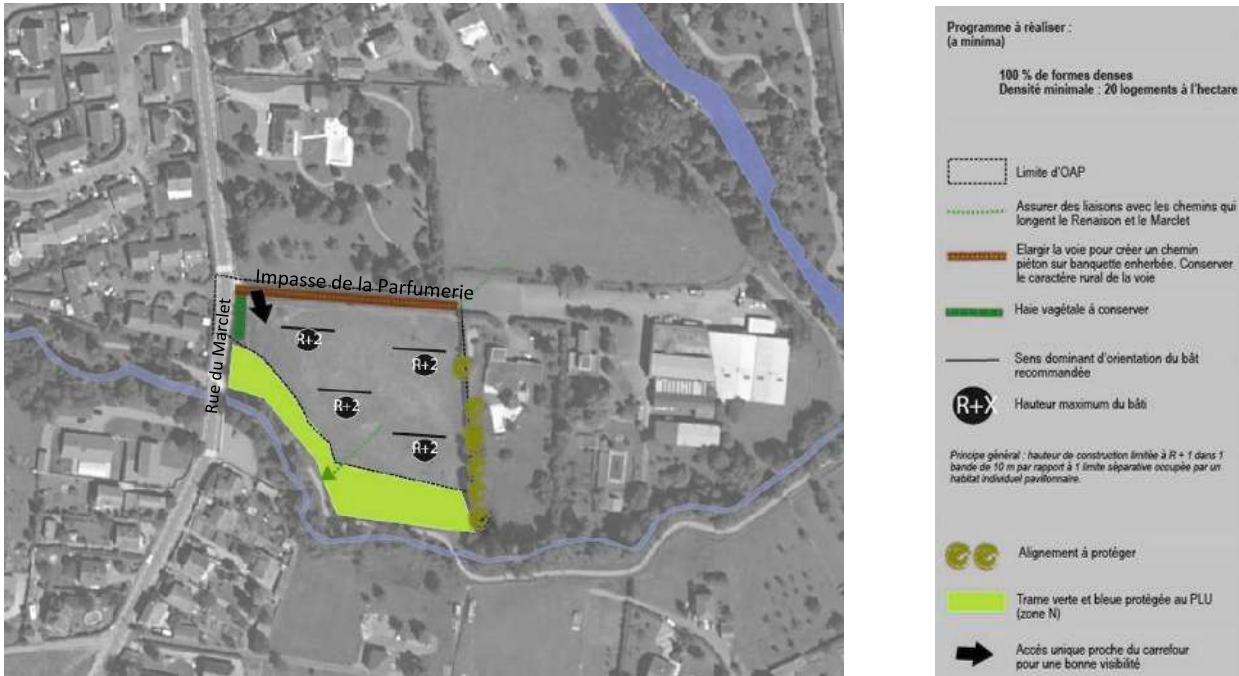 Impasse de la Parfumerie
Rue du Marclet
R+2
R+2
R+2
R+2
Programme à réaliser :
(a minima)
100 % de formes denses
Densité minimale : 20 logements à l'hectare
Limite d'OAP
Assurer des liaisons avec les chemins qui
longent le Renaison et le Marclet
Elargir la voie pour créer un chemin
piéton sur banquette enherbée. Conserver
le caractère rural de la voie
Haie vagétale à conserver
Sens dominant d'orientation du bât
recommandée
R+X
Hauteur maximum du bâti
Principe général : hauteur de construction limitée à R + 1 dans 1
bande de 10 m par rapport à 1 limite séparative occupée par un
habitat individuel pavillonnaire.
Alignement à protéger
Trame verte et bleue protégée au PLU
(zone N)
Accès unique proche du carrefour
pour une bonne visibilité